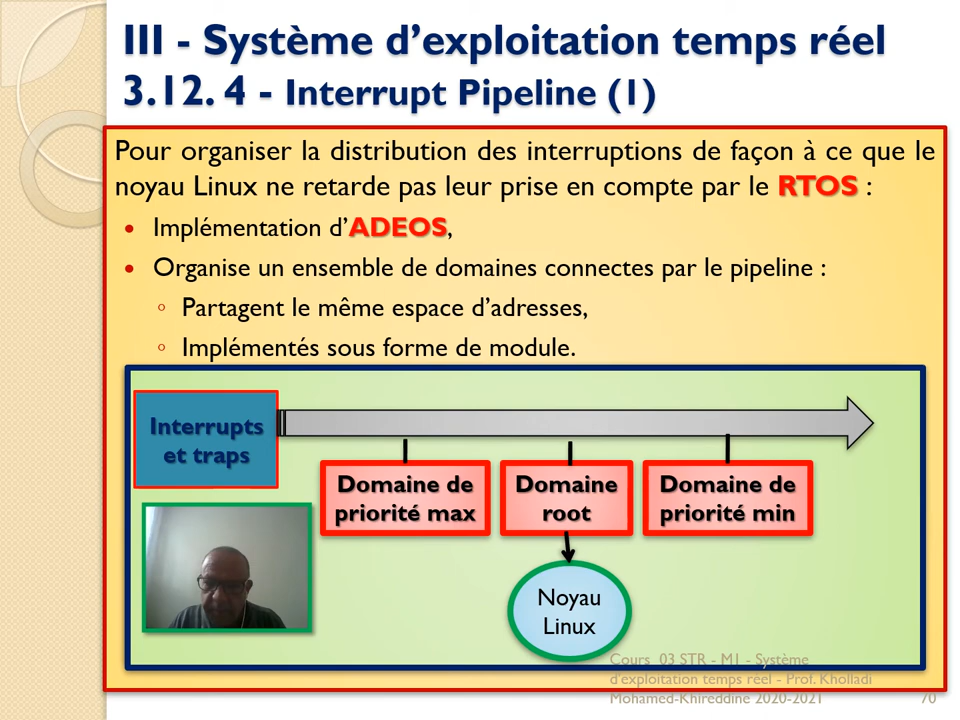 III - Système d’exploitation temps réel
3.12. 4 - Interrupt Pipeline (1)
Pour organiser la distribution des interruptions de façon à ce que le
noyau Linux ne retarde pas leur prise en compte par le RTOS :
• Implémentation d’ADEOS,
• Organise un ensemble de domaines connectes par le pipeline :
◦ Partagent le même espace d’adresses,
◦ Implémentés sous forme de module.
Interrupts
et traps
Domaine de
priorité max
Domaine
root
Domaine de
priorité min
Noyau
Linux
Cours 03 STR - M1 - Système
d'exploitation temps réel - Prof. Kholladi
Mohamed-Khireddine 2020-2021
70